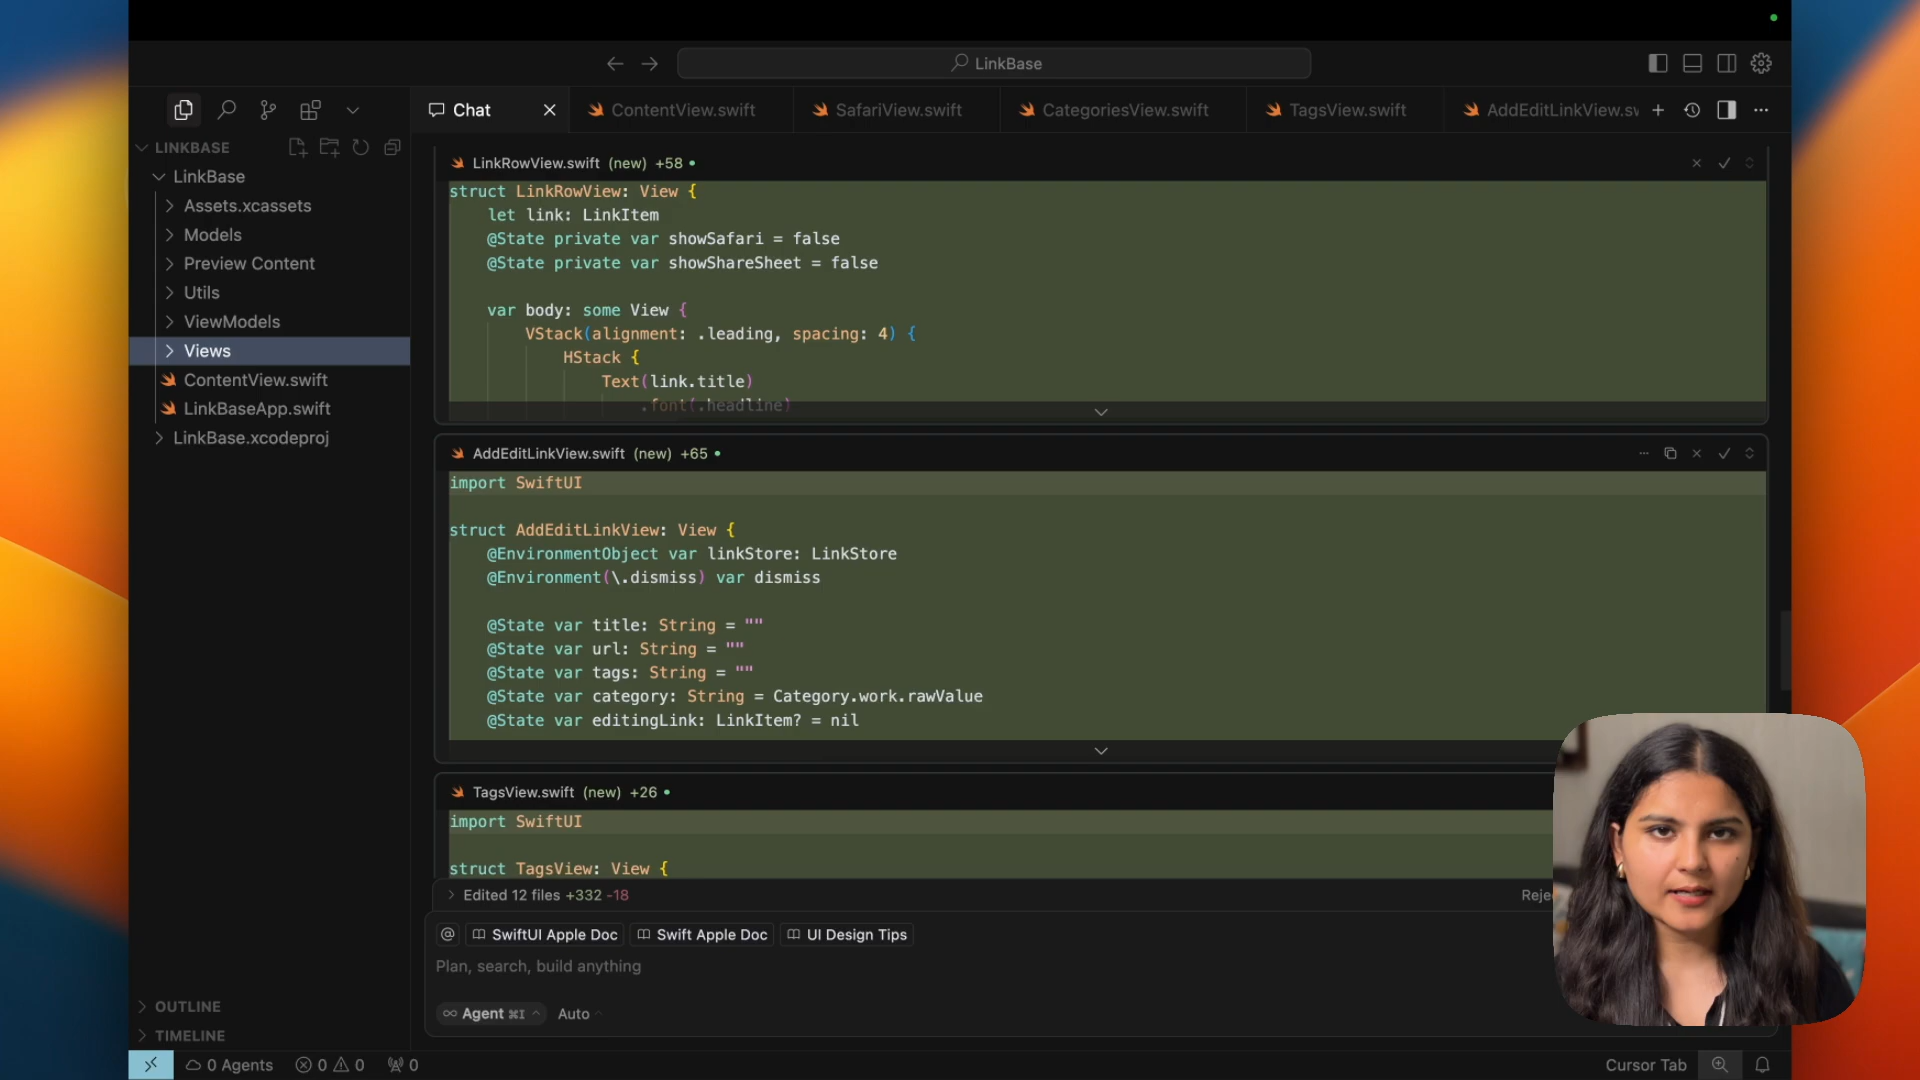 LinkBase
Chat
ContentView.swift
SafariView.swift
CategoriesView.swift
TagsView.swift
AddEditLinkView.sv
LINKBASE
LinkBase
Assets.xcassets
Models
Preview Content
Utils
ViewModels
Views
ContentView.swift
LinkBaseApp.swift
LinkBase.xcodeproj
OUTLINE
TIMELINE
LinkRowView.swift (new) +58
struct LinkRowView: View {
let link: LinkItem
@State private var showSafari = false
@State private var showShareSheet = false
var body: some View {
VStack(alignment: .leading, spacing: 4) {
HStack {
Text(link.title)
.font(.headline)
AddEditLinkView.swift (new) +65
import SwiftUI
struct AddEditLinkView: View {
@EnvironmentObject var linkStore: LinkStore
@Environment(\.dismiss) var dismiss
@State var title: String = ""
@State var url: String = ""
@State var tags: String = ""
@State var category: String = Category.work.rawValue
@State var editingLink: LinkItem? = nil
TagsView.swift (new) +26
import SwiftUI
struct TagsView: View {
Edited 12 files +332 -18
Reje
@ SwiftUI Apple Doc Swift Apple Doc UI Design Tips
Plan, search, build anything
Agent ⌘I Auto
0 Agents 0 0 0
Cursor Tab